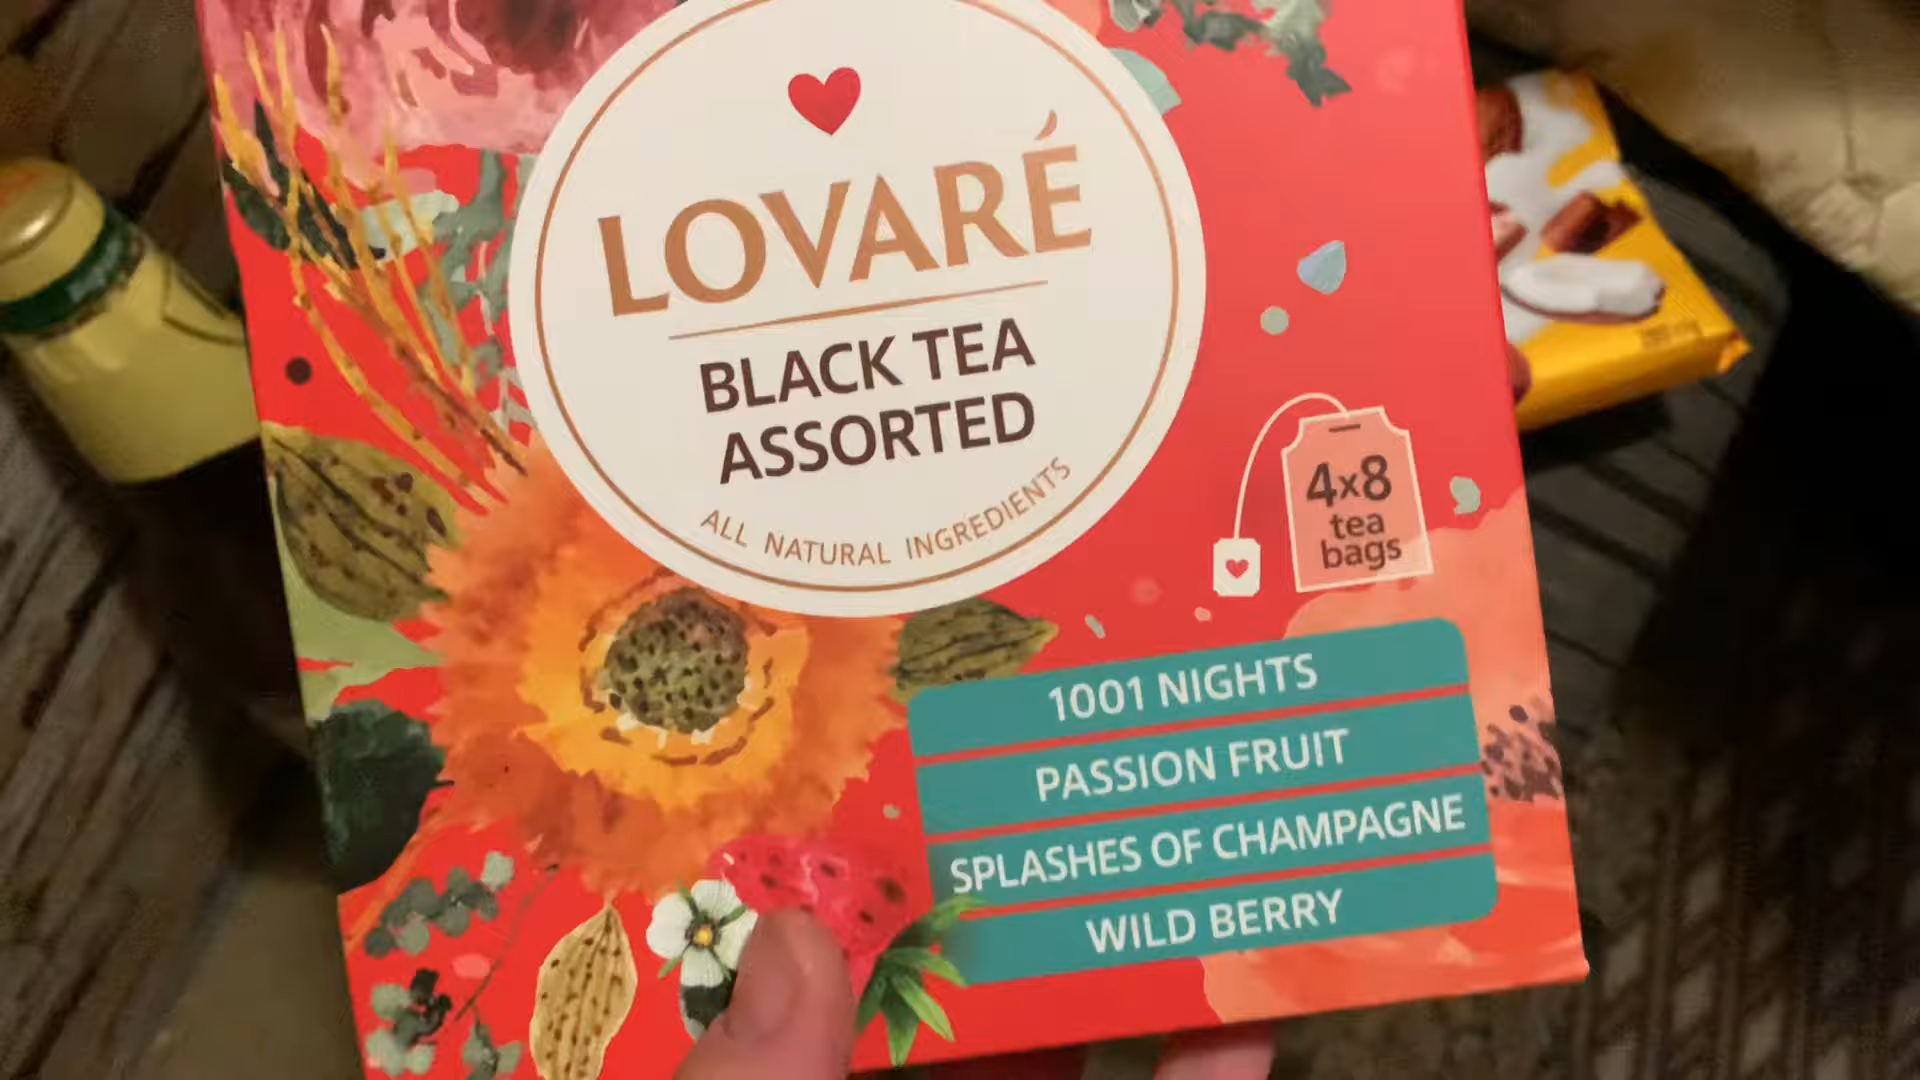 LOVARÉ
BLACK TEA
ASSORTED
ALL NATURAL INGREDIENTS
4x8
tea
bags
1001 NIGHTS
PASSION FRUIT
SPLASHES OF CHAMPAGNE
WILD BERRY